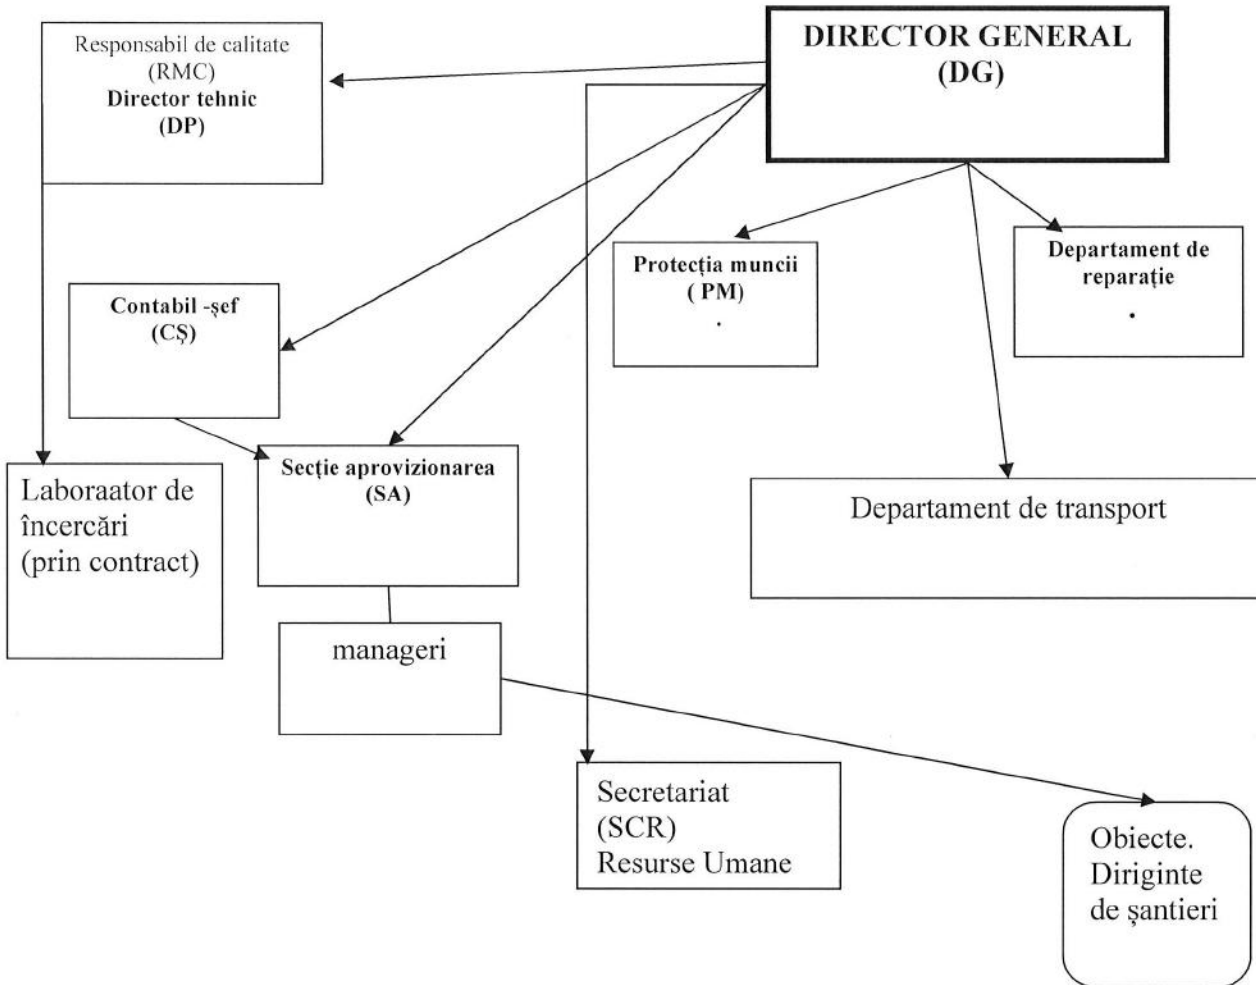 Responsabil de calitate
(RMC)
Director tehnic
(DP)
DIRECTOR GENERAL
(DG)
Protecția muncii
( PM)
.
Departament de
reparație
.
Contabil -șef
(CȘ)
Secție aprovizionarea
(SA)
Laboraator de
încercări
(prin contract)
Departament de transport
manageri
Secretariat
(SCR)
Resurse Umane
Obiecte.
Diriginte
de șantieri